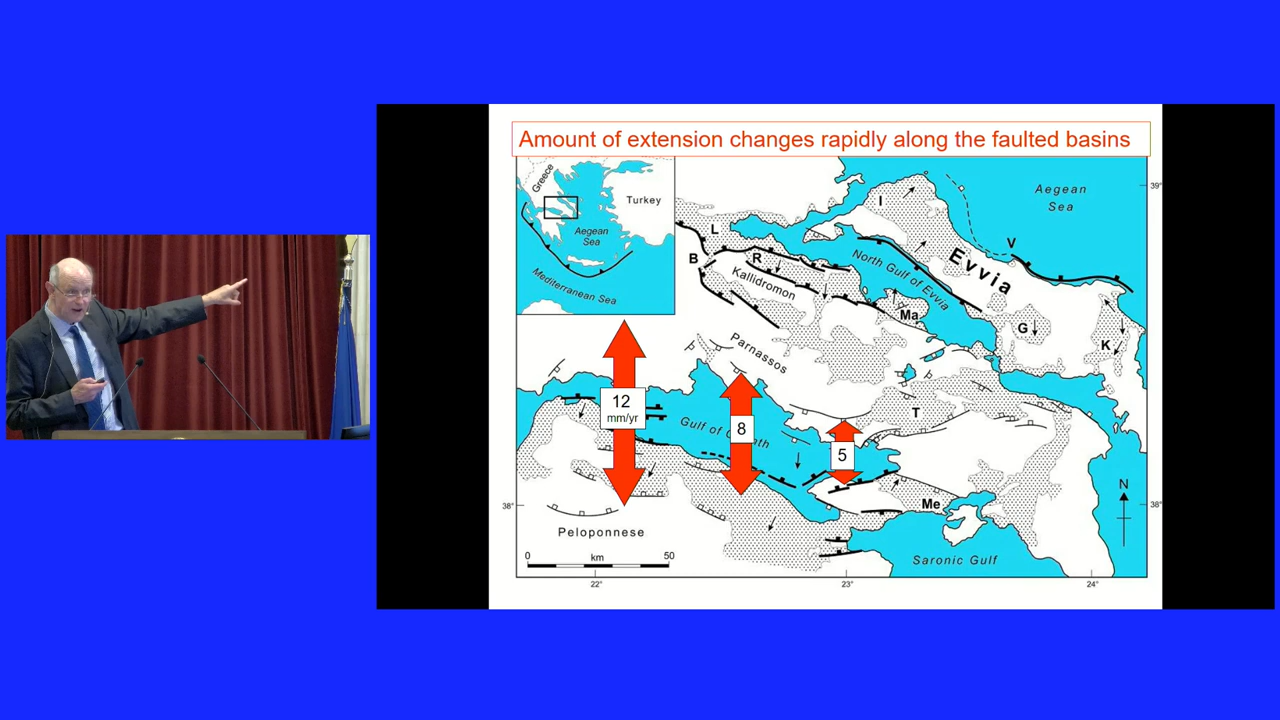 Amount of extension changes rapidly along the faulted basins
Greece
Turkey
Aegean
Sea
Mediterranean Sea
Aegean
Sea
39°
I
L
V
B
R
Evvia
North Gulf of Evvia
Kallidromon
Ma
G
K
Parnassos
12
mm/yr
8
5
T
Gulf of
th
N
38°
38°
Me
Peloponnese
0
km
50
Saronic Gulf
22°
23°
24°